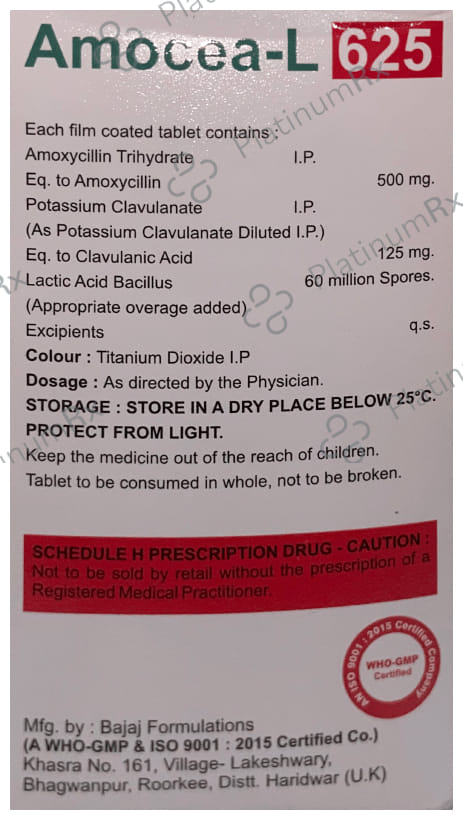 Amocea-L 625
Each film coated tablet contains :
Amoxycillin Trihydrate I.P.
Eq. to Amoxycillin 500 mg.
Potassium Clavulanate I.P.
(As Potassium Clavulanate Diluted I.P.)
Eq. to Clavulanic Acid 125 mg.
Lactic Acid Bacillus 60 million Spores.
(Appropriate overage added)
Excipients q.s.
Colour : Titanium Dioxide I.P
Dosage : As directed by the Physician.
STORAGE : STORE IN A DRY PLACE BELOW 25°C.
PROTECT FROM LIGHT.
Keep the medicine out of the reach of children.
Tablet to be consumed in whole, not to be broken.
SCHEDULE H PRESCRIPTION DRUG - CAUTION :
Not to be sold by retail without the prescription of a
Registered Medical Practitioner.
AN ISO 9001 : 2015 Certified Company
WHO-GMP
Certified
Mfg. by : Bajaj Formulations
(A WHO-GMP & ISO 9001 : 2015 Certified Co.)
Khasra No. 161, Village- Lakeshwary,
Bhagwanpur, Roorkee, Distt. Haridwar (U.K)
PlatinumRx
PlatinumRx